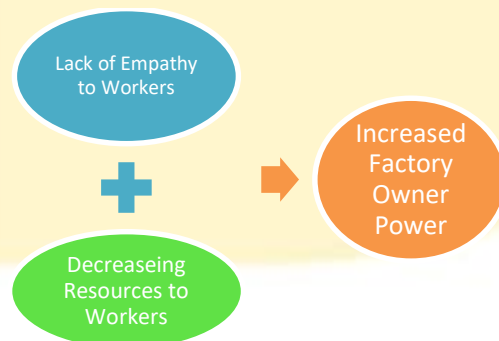 Lack of Empathy
to Workers
Increased
Factory
Owner
Power
Decreaseing
Resources to
Workers